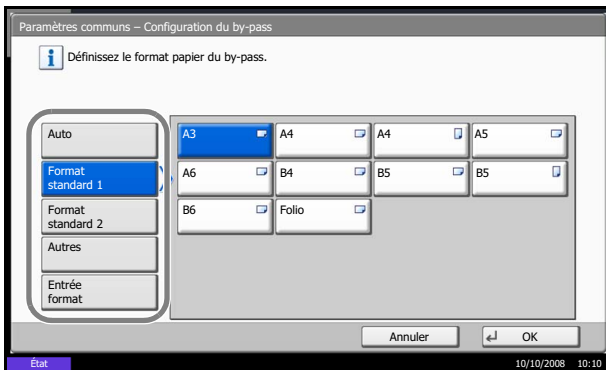 Paramètres communs – Configuration du by-pass
Définissez le format papier du by-pass.
Auto
Format
standard 1
Format
standard 2
Autres
Entrée
format
A3
A4
A4
A5
A6
B4
B5
B5
B6
Folio
Annuler
OK
État
10/10/2008 10:10